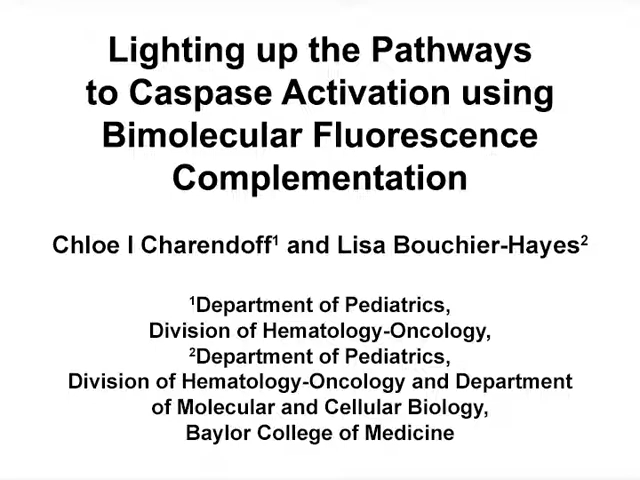 Lighting up the Pathways
to Caspase Activation using
Bimolecular Fluorescence
Complementation
Chloe I Charendoff¹ and Lisa Bouchier-Hayes²
¹Department of Pediatrics,
Division of Hematology-Oncology,
²Department of Pediatrics,
Division of Hematology-Oncology and Department
of Molecular and Cellular Biology,
Baylor College of Medicine